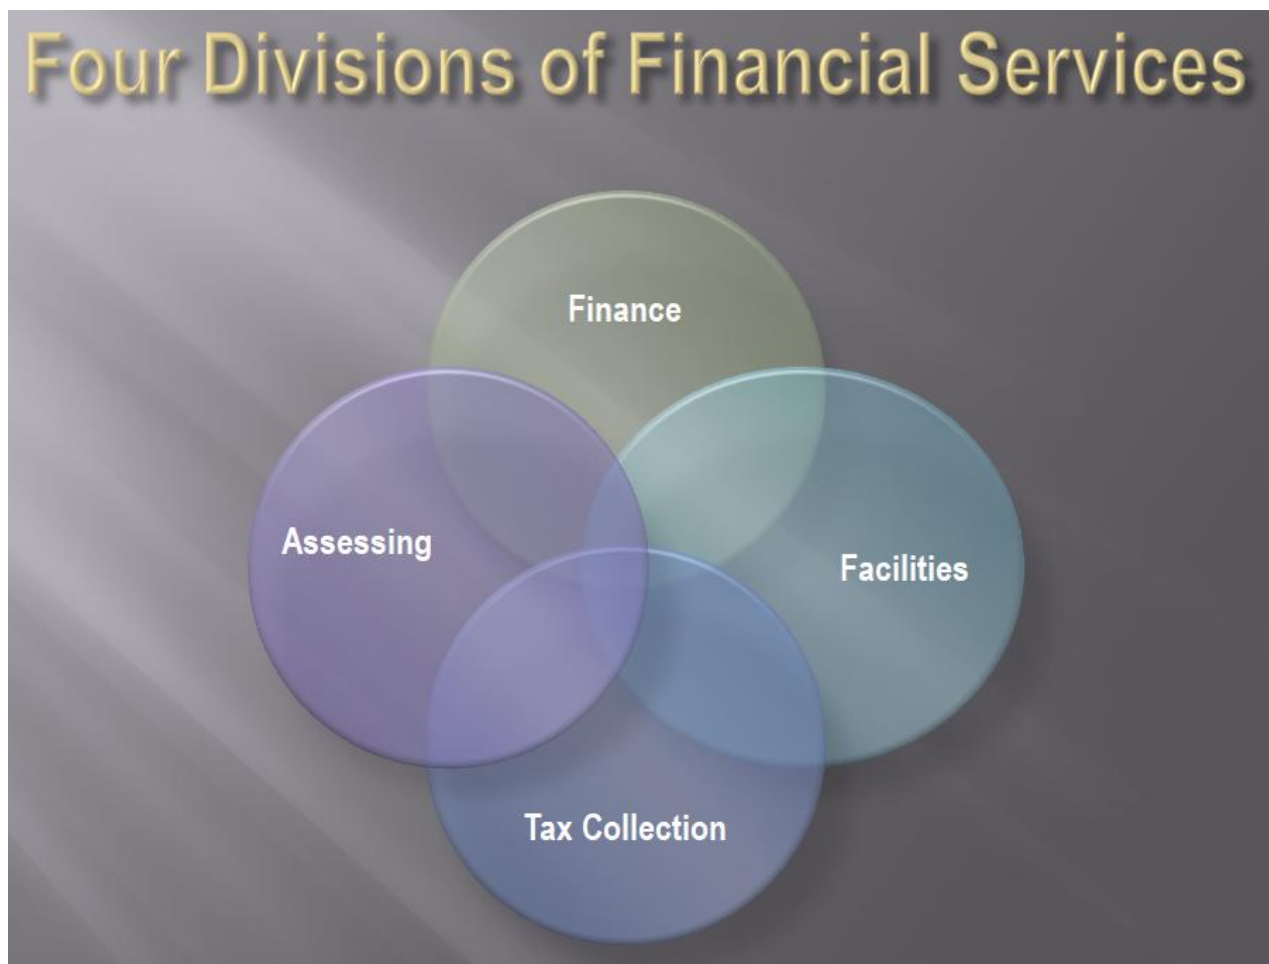 Four Divisions of Financial Services
Finance
Assessing
Facilities
Tax Collection